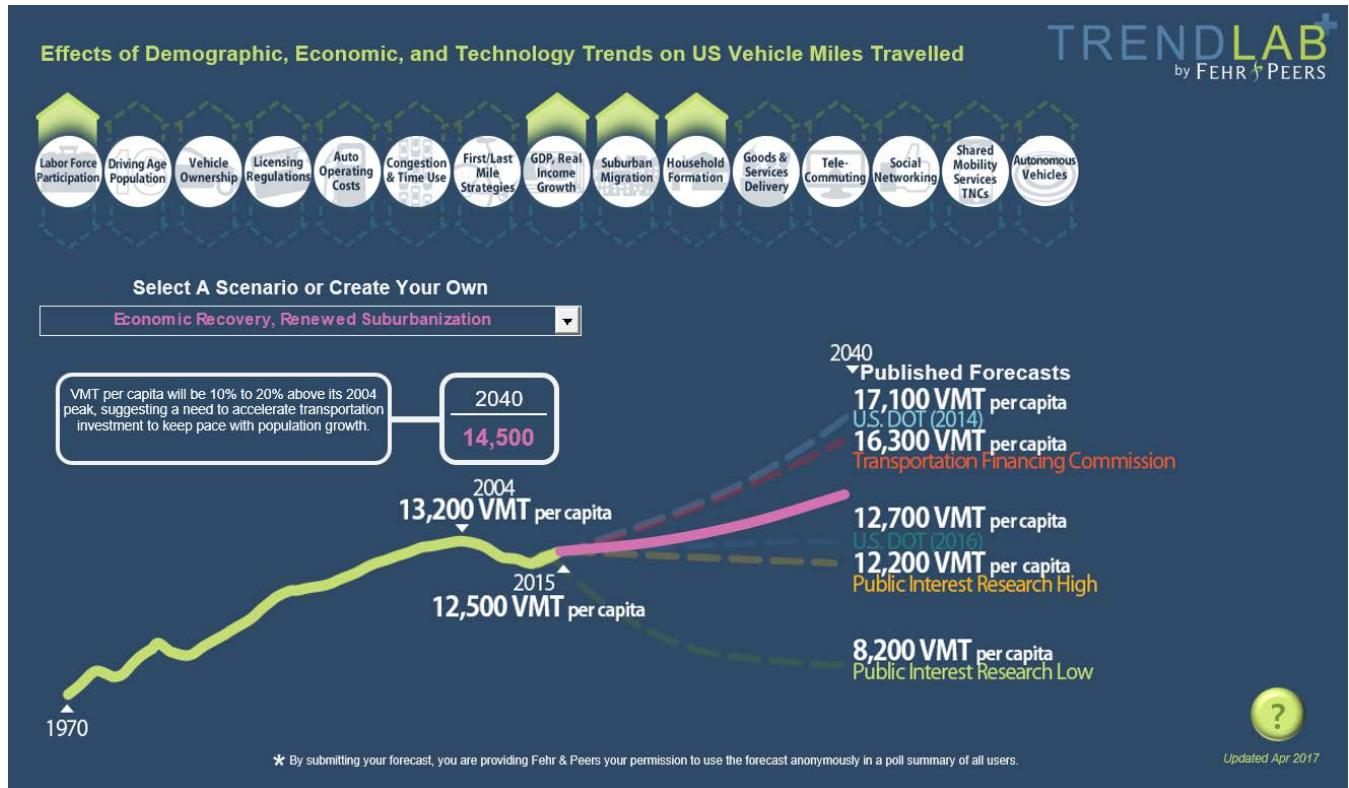 TRENDLAB+
by FEHR & PEERS
Effects of Demographic, Economic, and Technology Trends on US Vehicle Miles Travelled
Labor Force
Participation
Driving Age
Population
Vehicle
Ownership
Licensing
Regulations
Auto
Operating
Costs
Congestion
& Time Use
First/Last
Mile
Strategies
GDP, Real
Income
Growth
Suburban
Migration
Household
Formation
Goods &
Services
Delivery
Tele-
Commuting
Social
Networking
Shared
Mobility
Services
TNCs
Autonomous
Vehicles
Select A Scenario or Create Your Own
Economic Recovery, Renewed Suburbanization
VMT per capita will be 10% to 20% above its 2004
peak, suggesting a need to accelerate transportation
investment to keep pace with population growth.
2040
14,500
2040
Published Forecasts
17,100 VMT per capita
U.S. DOT (2014)
16,300 VMT per capita
Transportation Financing Commission
2004
13,200 VMT per capita
12,700 VMT per capita
U.S. DOT (2016)
12,200 VMT per capita
Public Interest Research High
2015
12,500 VMT per capita
8,200 VMT per capita
Public Interest Research Low
1970
?
* By submitting your forecast, you are providing Fehr & Peers your permission to use the forecast anonymously in a poll summary of all users.
Updated Apr 2017